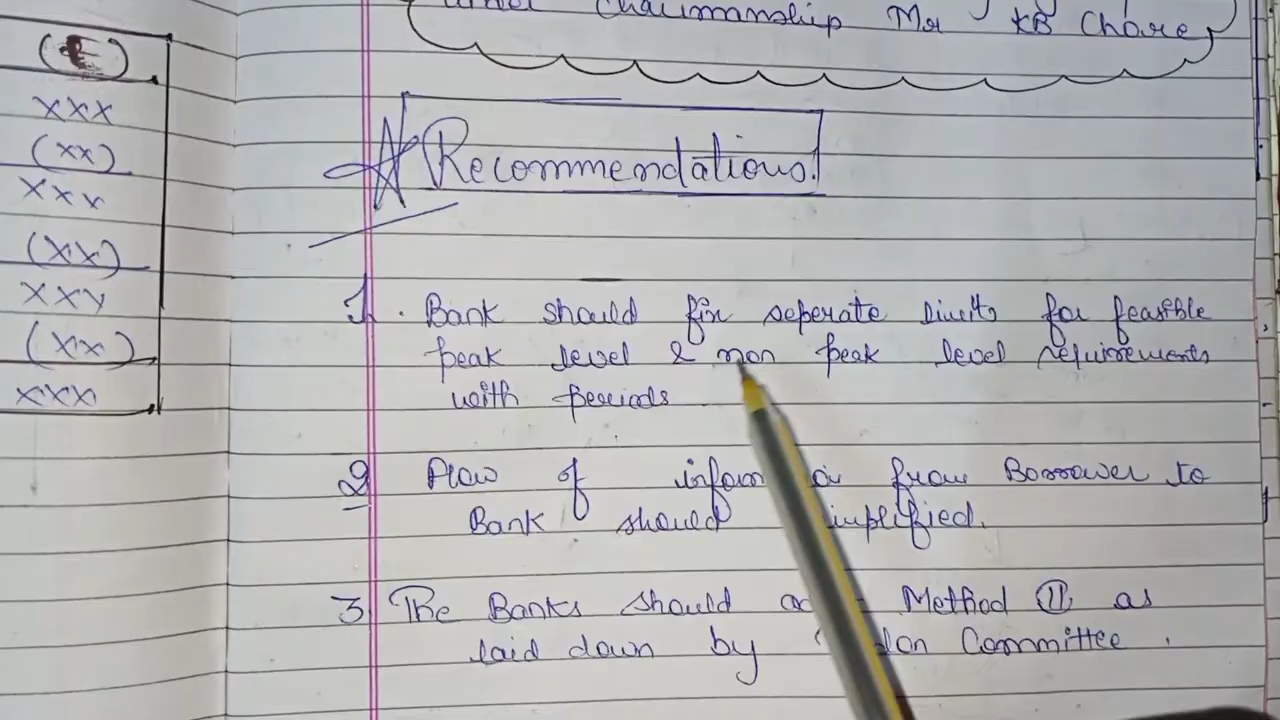 (₹)
xxx
(xx)
xxx
(xx)
xxy
(xx)
xxx
Chairmanship Mr KB Chore
Recommendations!
1. Bank should fix seperate limits for feasible
peak level & non peak level requirements
with periods
2 Flow of infom from Borrower to
Bank should implified.
3. The Banks should Method II as
laid down by Committee.